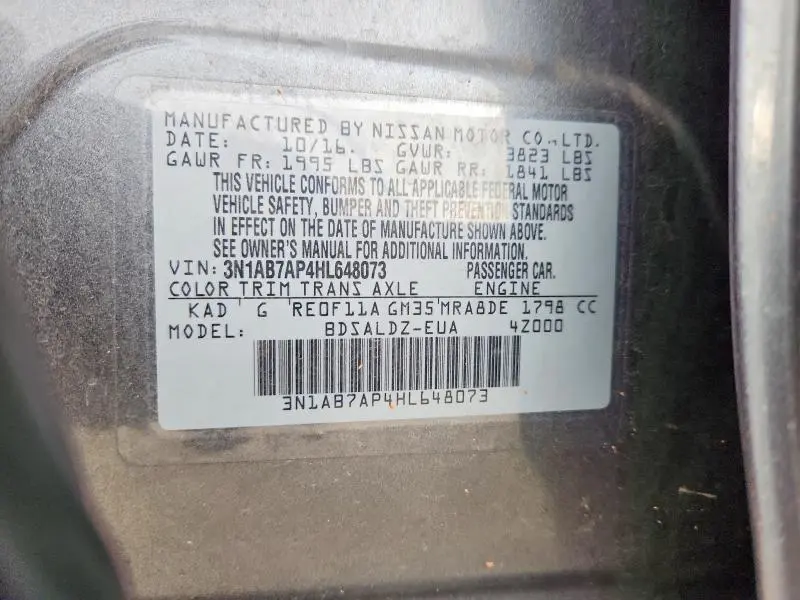 MANUFACTURED BY NISSAN MOTOR CO., LTD.
DATE: 10/16. GVWR: 3823 LBS
GAWR FR: 1995 LBS GAWR RR: 1841 LBS
THIS VEHICLE CONFORMS TO ALL APPLICABLE FEDERAL MOTOR
VEHICLE SAFETY, BUMPER AND THEFT PREVENTION STANDARDS
IN EFFECT ON THE DATE OF MANUFACTURE SHOWN ABOVE.
SEE OWNER'S MANUAL FOR ADDITIONAL INFORMATION.
VIN: 3N1AB7AP4HL648073 PASSENGER CAR.
COLOR TRIM TRANS AXLE ENGINE
KAD G RE0F11A GM35 MRA8DE 1798 CC
MODEL: BDSALDZ-EUA 4Z000
3N1AB7AP4HL648073